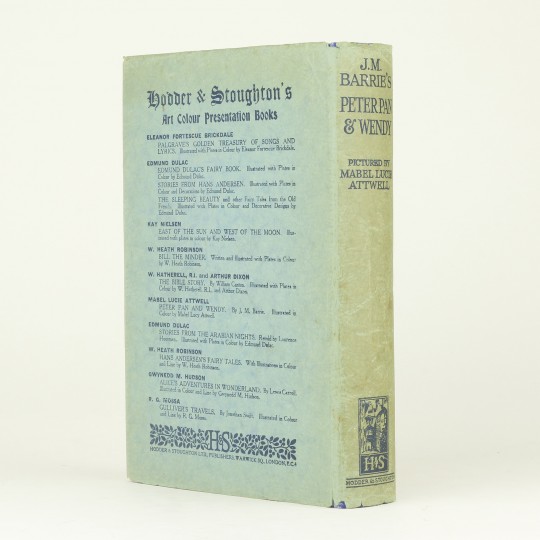 Hodder & Stoughton's
Art Colour Presentation Books
ELEANOR FORTESCUE BRICKDALE
PALGRAVE'S GOLDEN TREASURY OF SONGS AND
LYRICS. Illustrated with Plates in Colour by Eleanor Fortescue Brickdale.
EDMUND DULAC
EDMUND DULAC'S FAIRY BOOK. Illustrated with Plates in
Colour by Edmund Dulac.
STORIES FROM HANS ANDERSEN. Illustrated with Plates
in Colour and Decorations by Edmund Dulac.
THE SLEEPING BEAUTY and other Fairy Tales from the Old
French. Illustrated with Plates in Colour and Decorative Designs by
Edmund Dulac.
KAY NIELSEN
EAST OF THE SUN AND WEST OF THE MOON. Illus-
trated with plates in colour by Kay Nielsen.
W. HEATH ROBINSON
BILL THE MINDER. Written and Illustrated with Plates in Colour
by W. Heath Robinson.
W. HATHERELL, R.I. and ARTHUR DIXON
THE BIBLE STORY. By William Canton. Illustrated with Plates in
Colour by W. Hatherell, R.I., and Arthur Dixon.
MABEL LUCIE ATTWELL
PETER PAN AND WENDY. By J. M. Barrie. Illustrated in
Colour by Mabel Lucy Attwell.
EDMUND DULAC
STORIES FROM THE ARABIAN NIGHTS. Retold by Laurence
Housman. Illustrated with Plates in Colour by Edmund Dulac.
W. HEATH ROBINSON
HANS ANDERSEN'S FAIRY TALES. With Illustrations in Colour
and Line by W. Heath Robinson.
GWYNEDD M. HUDSON
ALICE'S ADVENTURES IN WONDERLAND. By Lewis Carroll.
Illustrated in Colour and Line by Gwynedd M. Hudson.
R. G. MOSSA
GULLIVER'S TRAVELS. By Jonathan Swift. Illustrated in Colour
and Line by R. G. Mossa.
H&S
HODDER & STOUGHTON LTD., PUBLISHERS, WARWICK SQ., LONDON, E.C.4
J.M.
BARRIE'S
PETER PAN
& WENDY
PICTURED BY
MABEL LUCIE
ATTWELL
H&S
HODDER & STOUGHTON